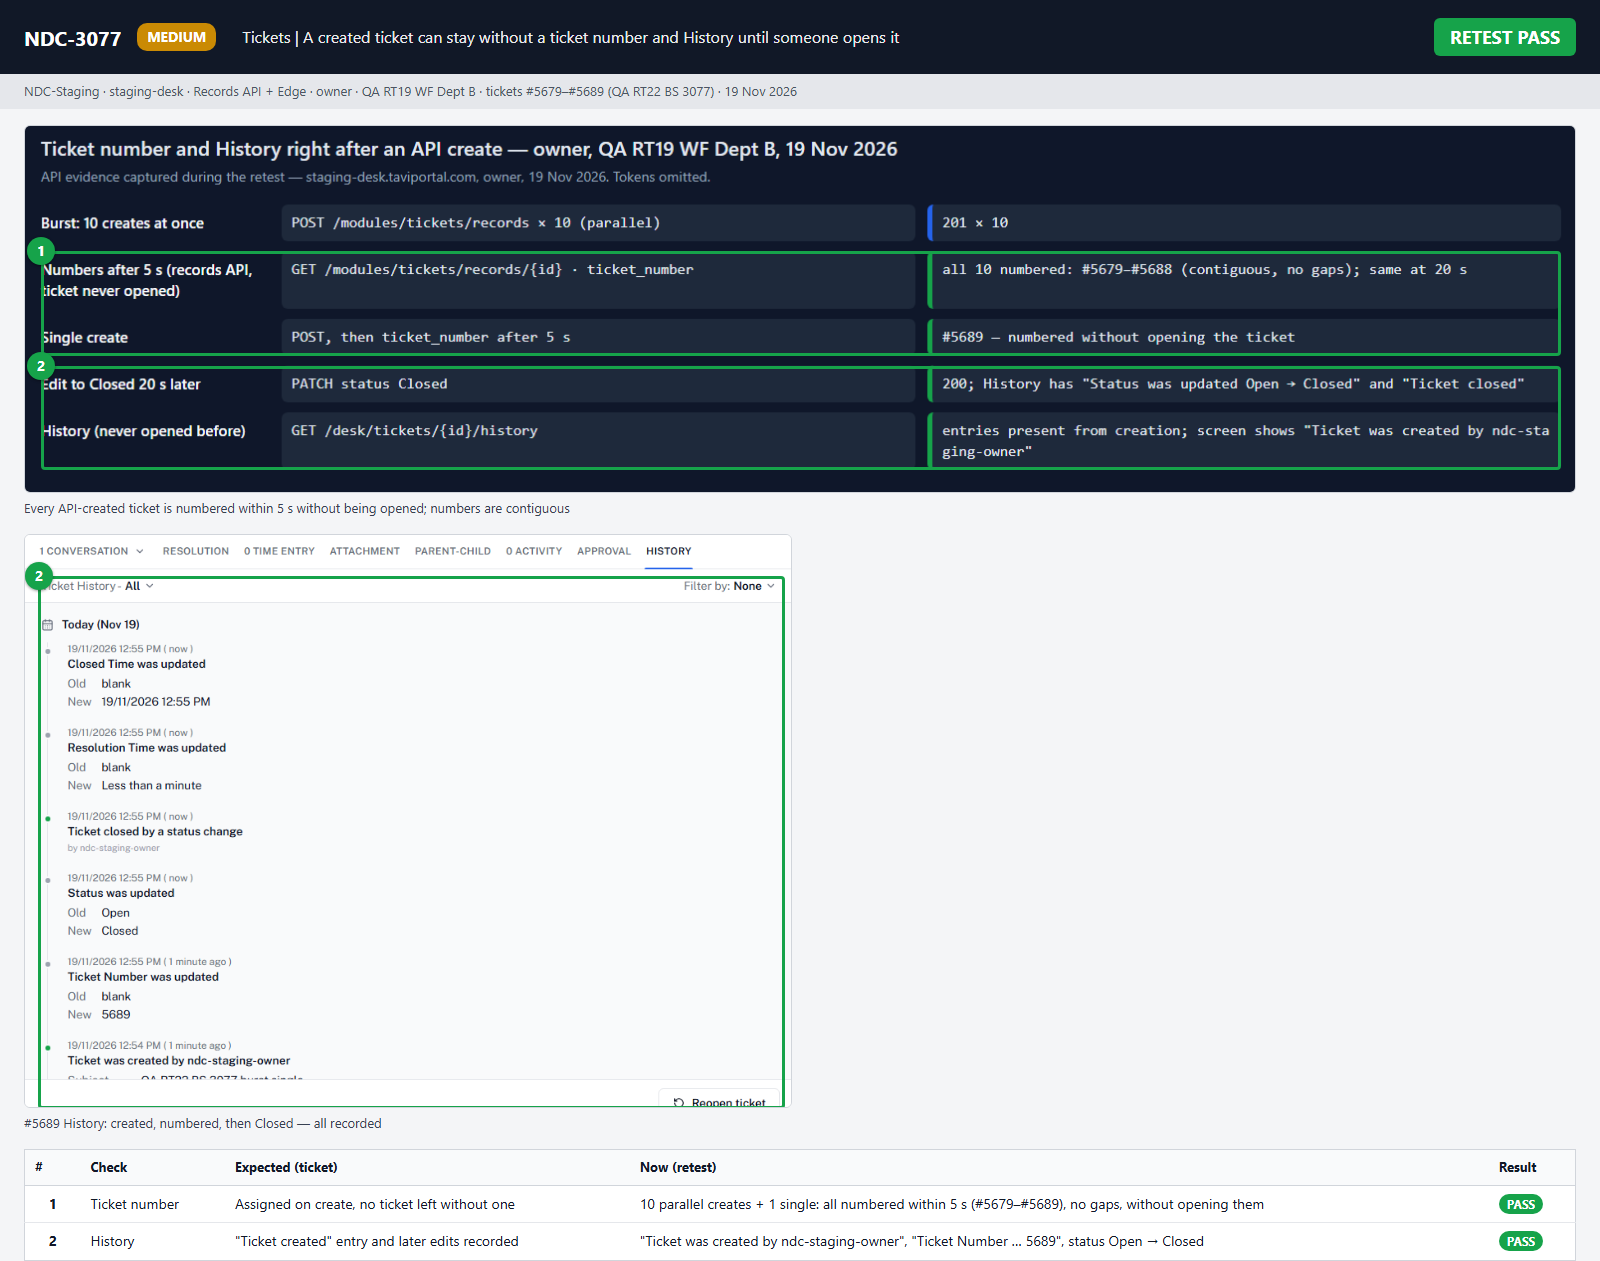 NDC-3077 MEDIUM Tickets | A created ticket can stay without a ticket number and History until someone opens it RETEST PASS
NDC-Staging · staging-desk · Records API + Edge · owner · QA RT19 WF Dept B · tickets #5679–#5689 (QA RT22 BS 3077) · 19 Nov 2026
Ticket number and History right after an API create — owner, QA RT19 WF Dept B, 19 Nov 2026
API evidence captured during the retest — staging-desk.taviportal.com, owner, 19 Nov 2026. Tokens omitted.
Burst: 10 creates at once POST /modules/tickets/records × 10 (parallel) 201 × 10
1
Numbers after 5 s (records API, GET /modules/tickets/records/{id} · ticket_number all 10 numbered: #5679–#5688 (contiguous, no gaps); same at 20 s
ticket never opened)
Single create POST, then ticket_number after 5 s #5689 — numbered without opening the ticket
2
Edit to Closed 20 s later PATCH status Closed 200; History has "Status was updated Open → Closed" and "Ticket closed"
History (never opened before) GET /desk/tickets/{id}/history entries present from creation; screen shows "Ticket was created by ndc-sta
ging-owner"
Every API-created ticket is numbered within 5 s without being opened; numbers are contiguous
1 CONVERSATION RESOLUTION 0 TIME ENTRY ATTACHMENT PARENT-CHILD 0 ACTIVITY APPROVAL HISTORY
2
Ticket History - All Filter by: None
Today (Nov 19)
19/11/2026 12:55 PM ( now )
Closed Time was updated
Old blank
New 19/11/2026 12:55 PM
19/11/2026 12:55 PM ( now )
Resolution Time was updated
Old blank
New Less than a minute
19/11/2026 12:55 PM ( now )
Ticket closed by a status change
by ndc-staging-owner
19/11/2026 12:55 PM ( now )
Status was updated
Old Open
New Closed
19/11/2026 12:55 PM ( 1 minute ago )
Ticket Number was updated
Old blank
New 5689
19/11/2026 12:54 PM ( 1 minute ago )
Ticket was created by ndc-staging-owner
Subject QA RT22 BS 3077 burst single
Reopen ticket
#5689 History: created, numbered, then Closed — all recorded
# Check Expected (ticket) Now (retest) Result
1 Ticket number Assigned on create, no ticket left without one 10 parallel creates + 1 single: all numbered within 5 s (#5679–#5689), no gaps, without opening them PASS
2 History "Ticket created" entry and later edits recorded "Ticket was created by ndc-staging-owner", "Ticket Number … 5689", status Open → Closed PASS